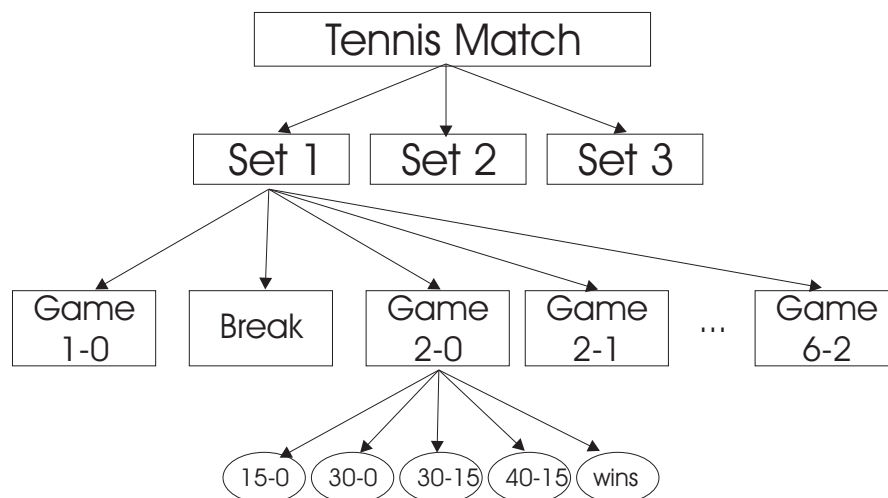 Tennis Match
Set 1
Set 2
Set 3
Game
1-0
Break
Game
2-0
Game
2-1
...
Game
6-2
15-0
30-0
30-15
40-15
wins